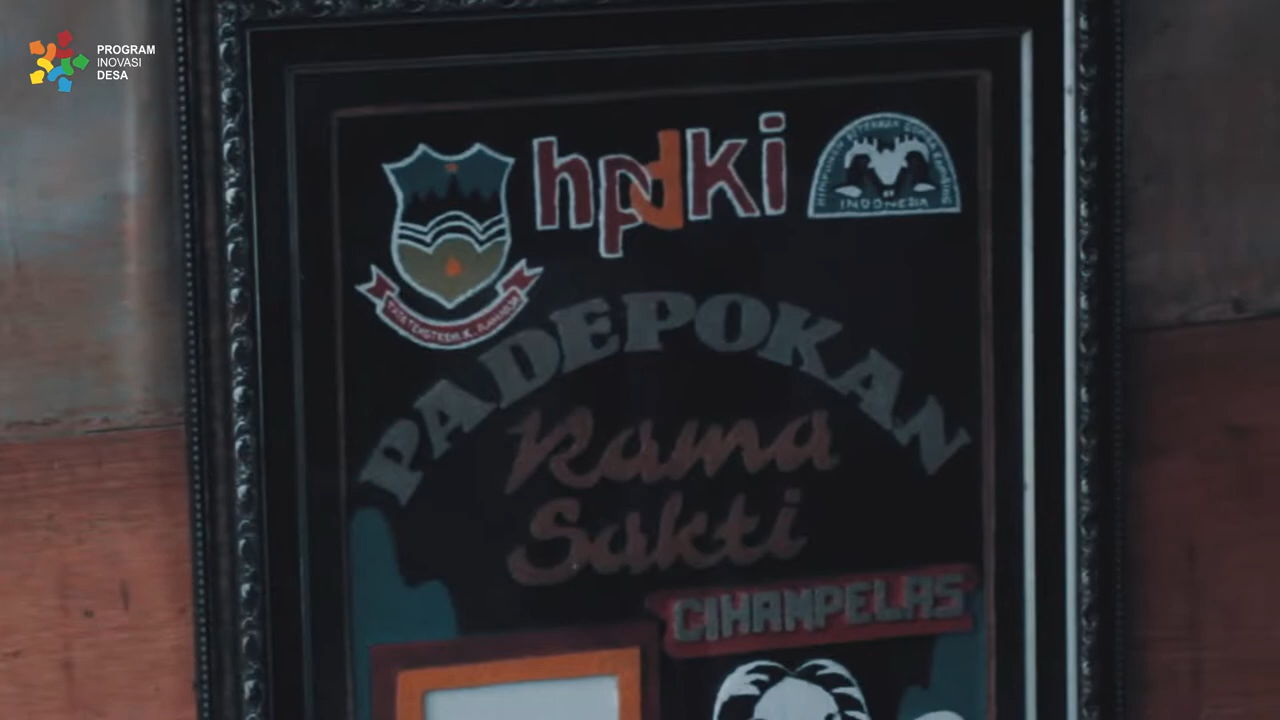 PROGRAM
INOVASI
DESA
hpdki
INDONESIA
PADEPOKAN
Rama
Sakti
CIHAMPELAS